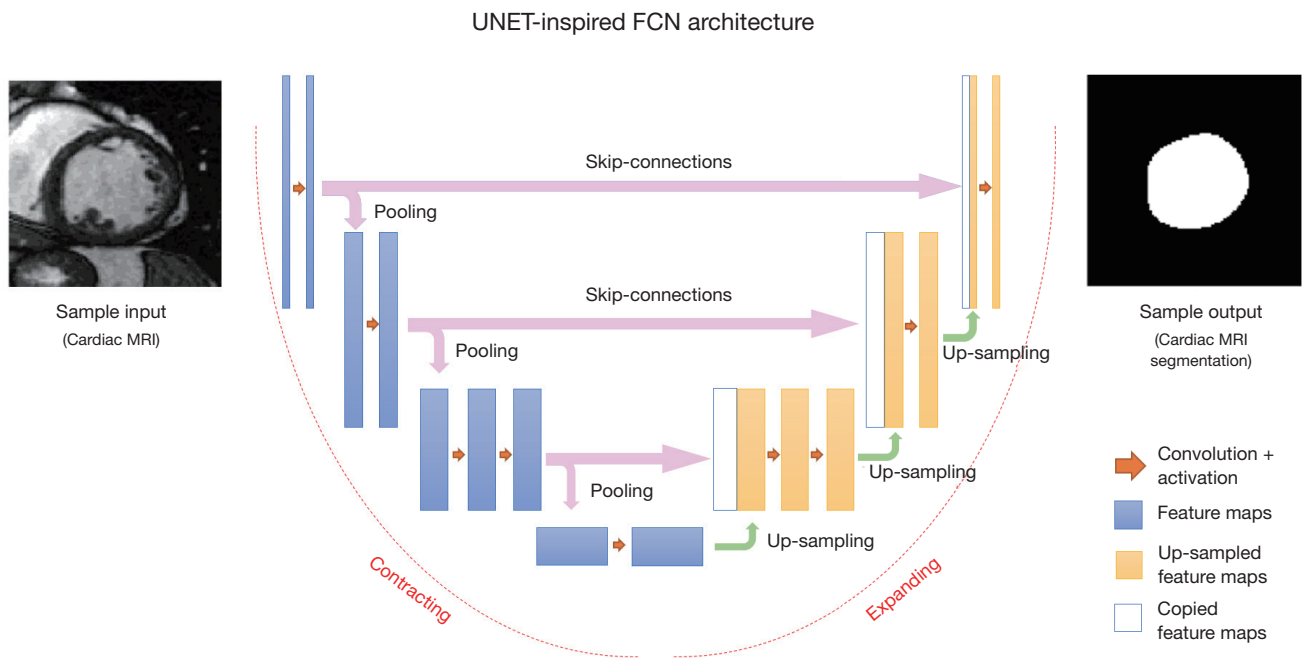 UNET-inspired FCN architecture
Skip-connections
Pooling
Sample input
(Cardiac MRI)
Skip-connections
Pooling
Up-sampling
Sample output
(Cardiac MRI
segmentation)
Pooling
Up-sampling
Up-sampling
Contracting
Expanding
Convolution +
activation
Feature maps
Up-sampled
feature maps
Copied
feature maps